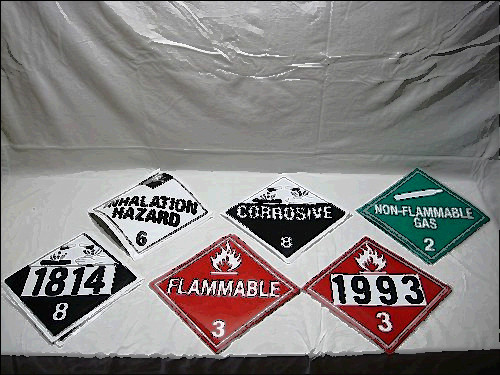 INHALATION
HAZARD
6
CORROSIVE
8
NON-FLAMMABLE
GAS
2
1814
8
FLAMMABLE
3
1993
3